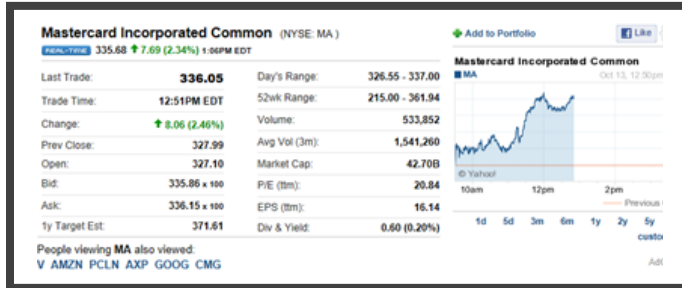 Mastercard Incorporated Common (NYSE: MA )
REAL-TIME 335.68 7.69 (2.34%) 1:06PM EDT
Last Trade: 336.05
Trade Time: 12:51PM EDT
Change: 8.06 (2.46%)
Prev Close: 327.99
Open: 327.10
Bid: 335.86 x 100
Ask: 336.15 x 100
1y Target Est: 371.61
Day's Range: 326.55 - 337.00
52wk Range: 215.00 - 361.94
Volume: 533,852
Avg Vol (3m): 1,541,260
Market Cap: 42.70B
P/E (ttm): 20.84
EPS (ttm): 16.14
Div & Yield: 0.60 (0.20%)
People viewing MA also viewed:
V AMZN PCLN AXP GOOG CMG
Add to Portfolio
Like
Mastercard Incorporated Common
MA Oct 13, 12:50pm
© Yahoo!
10am 12pm 2pm
Previous
1d 5d 3m 6m 1y 2y 5y
custo
Ad